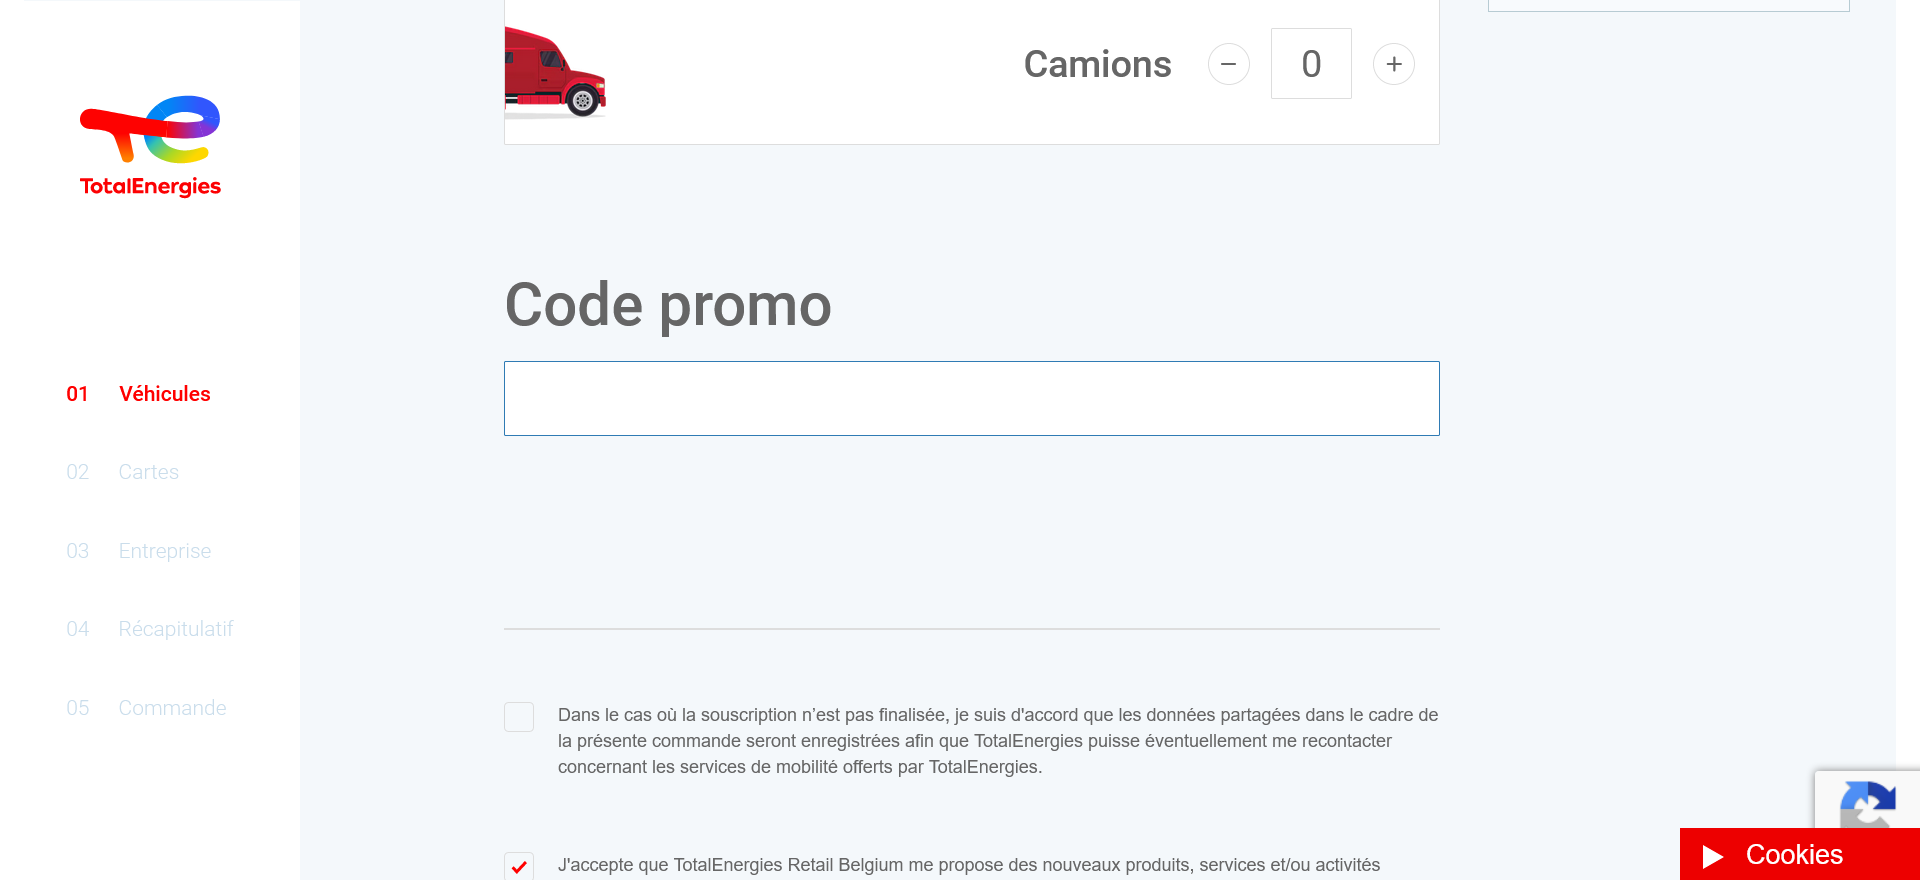 Camions
0
TotalEnergies
Code promo
01 Véhicules
02 Cartes
03 Entreprise
04 Récapitulatif
05 Commande
Dans le cas où la souscription n’est pas finalisée, je suis d'accord que les données partagées dans le cadre de
la présente commande seront enregistrées afin que TotalEnergies puisse éventuellement me recontacter
concernant les services de mobilité offerts par TotalEnergies.
J'accepte que TotalEnergies Retail Belgium me propose des nouveaux produits, services et/ou activités
Cookies